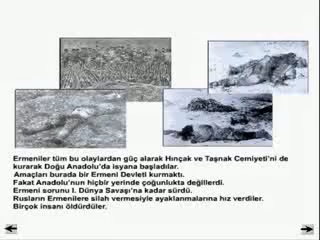 Ermeniler tüm bu olaylardan güç alarak Hınçak ve Taşnak Cemiyeti'ni de
kurarak Doğu Anadolu'da isyana başladılar.
Amaçları burada bir Ermeni Devleti kurmaktı.
Fakat Anadolu'nun hiçbir yerinde çoğunlukta değillerdi.
Ermeni sorunu I. Dünya Savaşı'na kadar sürdü.
Rusların Ermenilere silah vermesiyle ayaklanmalarına hız verdiler.
Birçok insanı öldürdüler.